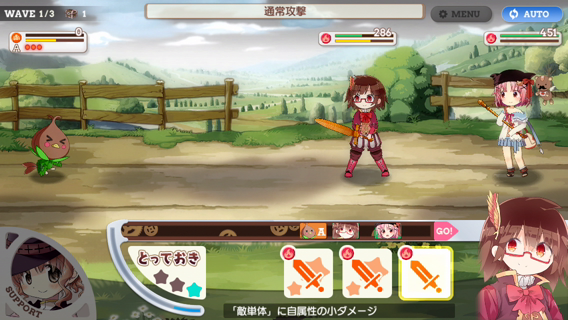 WAVE 1/3
1
通常攻撃
MENU
AUTO
0
A
286
451
A
GO!
とっておき
SUPPORT
「敵単体」に自属性の小ダメージ